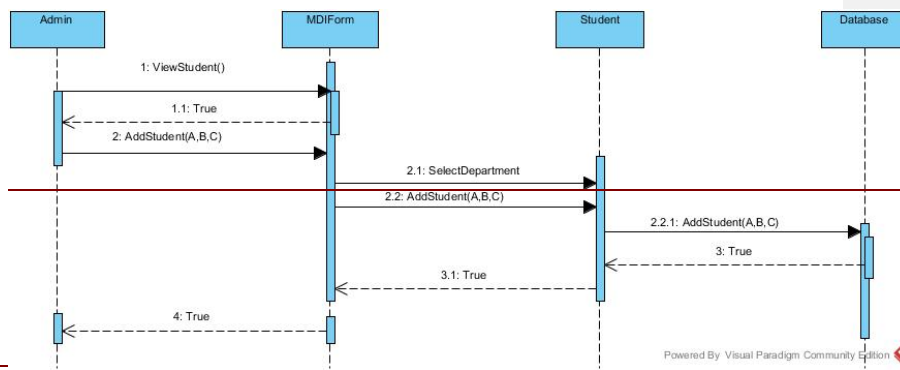 Admin
MDIForm
Student
Database
1: ViewStudent()
1.1: True
2: AddStudent(A,B,C)
2.1: SelectDepartment
2.2: AddStudent(A,B,C)
2.2.1: AddStudent(A,B,C)
3: True
3.1: True
4: True
Powered By Visual Paradigm Community Edition